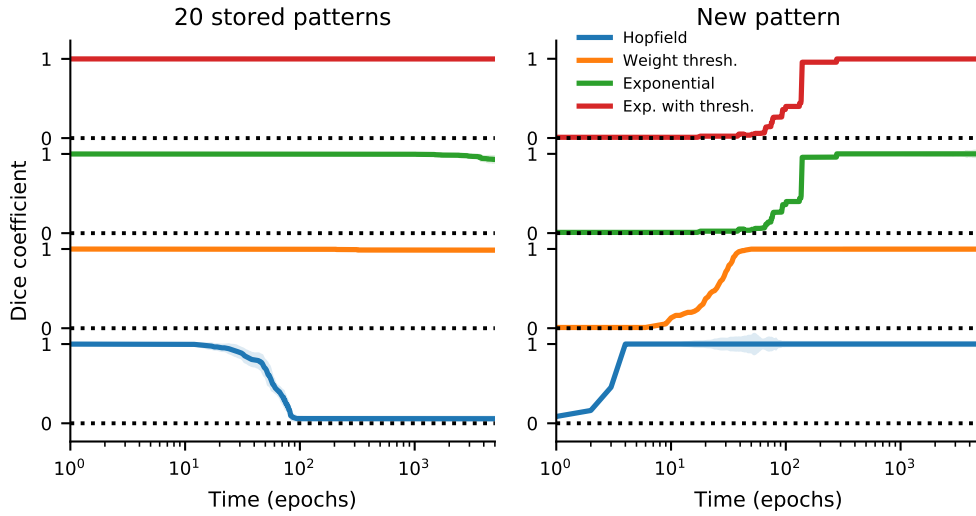 20 stored patterns
New pattern
Hopfield
Weight thresh.
Exponential
Exp. with thresh.
Dice coefficient
1
0
1
0
1
0
1
0
1
0
1
0
1
0
1
0
10^0
10^1
10^2
10^3
10^0
10^1
10^2
10^3
Time (epochs)
Time (epochs)